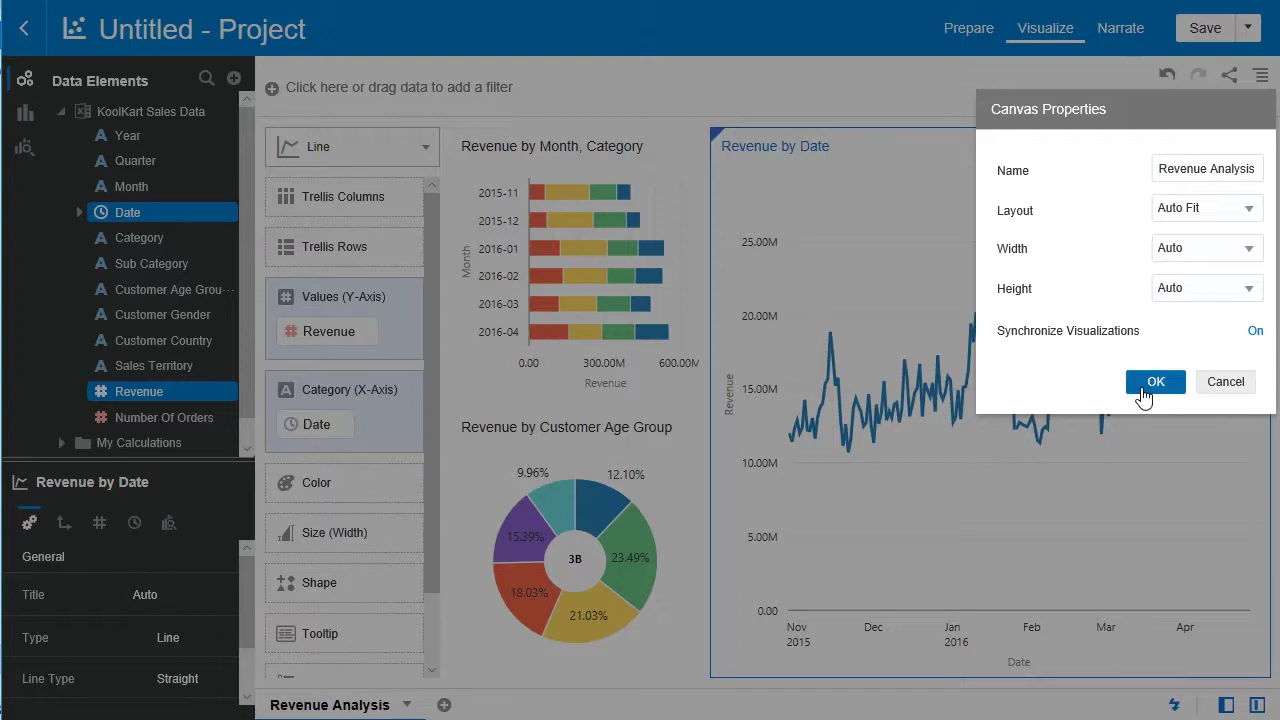 Untitled - Project
Prepare
Visualize
Narrate
Save
Data Elements
KoolKart Sales Data
Year
Quarter
Month
Date
Category
Sub Category
Customer Age Grou···
Customer Gender
Customer Country
Sales Territory
Revenue
Number Of Orders
My Calculations
Revenue by Date
General
Title Auto
Type Line
Line Type Straight
Click here or drag data to add a filter
Line
Trellis Columns
Trellis Rows
Values (Y-Axis)
Revenue
Category (X-Axis)
Date
Color
Size (Width)
Shape
Tooltip
Revenue by Month, Category
Month
2015-11
2015-12
2016-01
2016-02
2016-03
2016-04
0.00 300.00M 600.00M
Revenue
Revenue by Customer Age Group
9.96% 12.10%
15.39% 23.49%
3B
18.03% 21.03%
Revenue by Date
Revenue
25.00M
20.00M
15.00M
10.00M
5.00M
0.00
Nov Dec Jan Feb Mar Apr
2015 2016
Date
Canvas Properties
Name Revenue Analysis
Layout Auto Fit
Width Auto
Height Auto
Synchronize Visualizations On
OK Cancel
Revenue Analysis